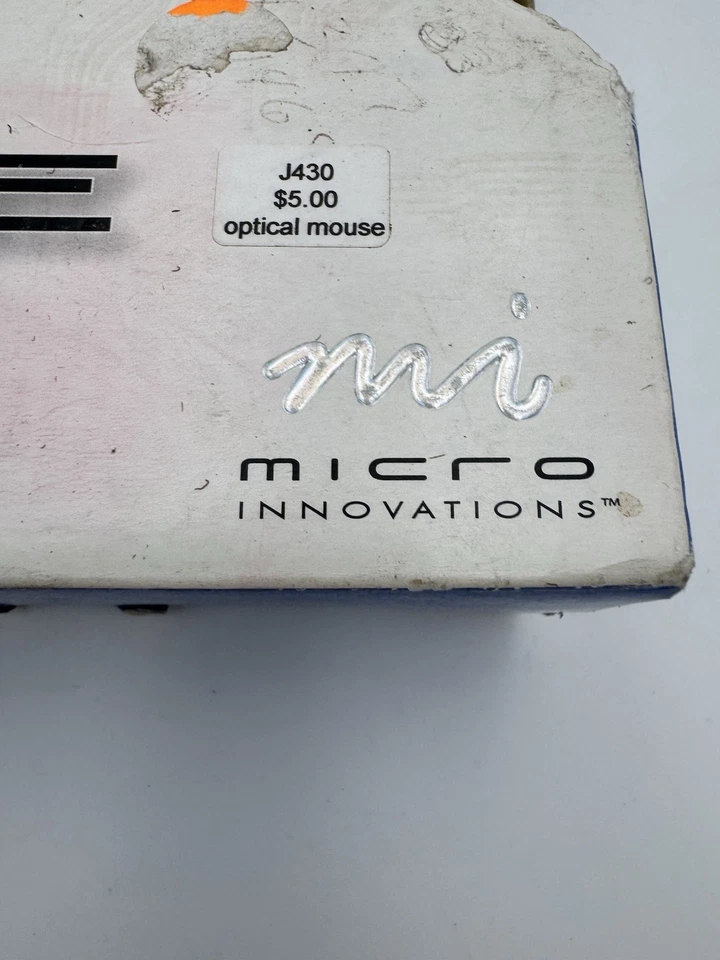 E
J430
$5.00
optical mouse
mi
micro
INNOVATIONS™